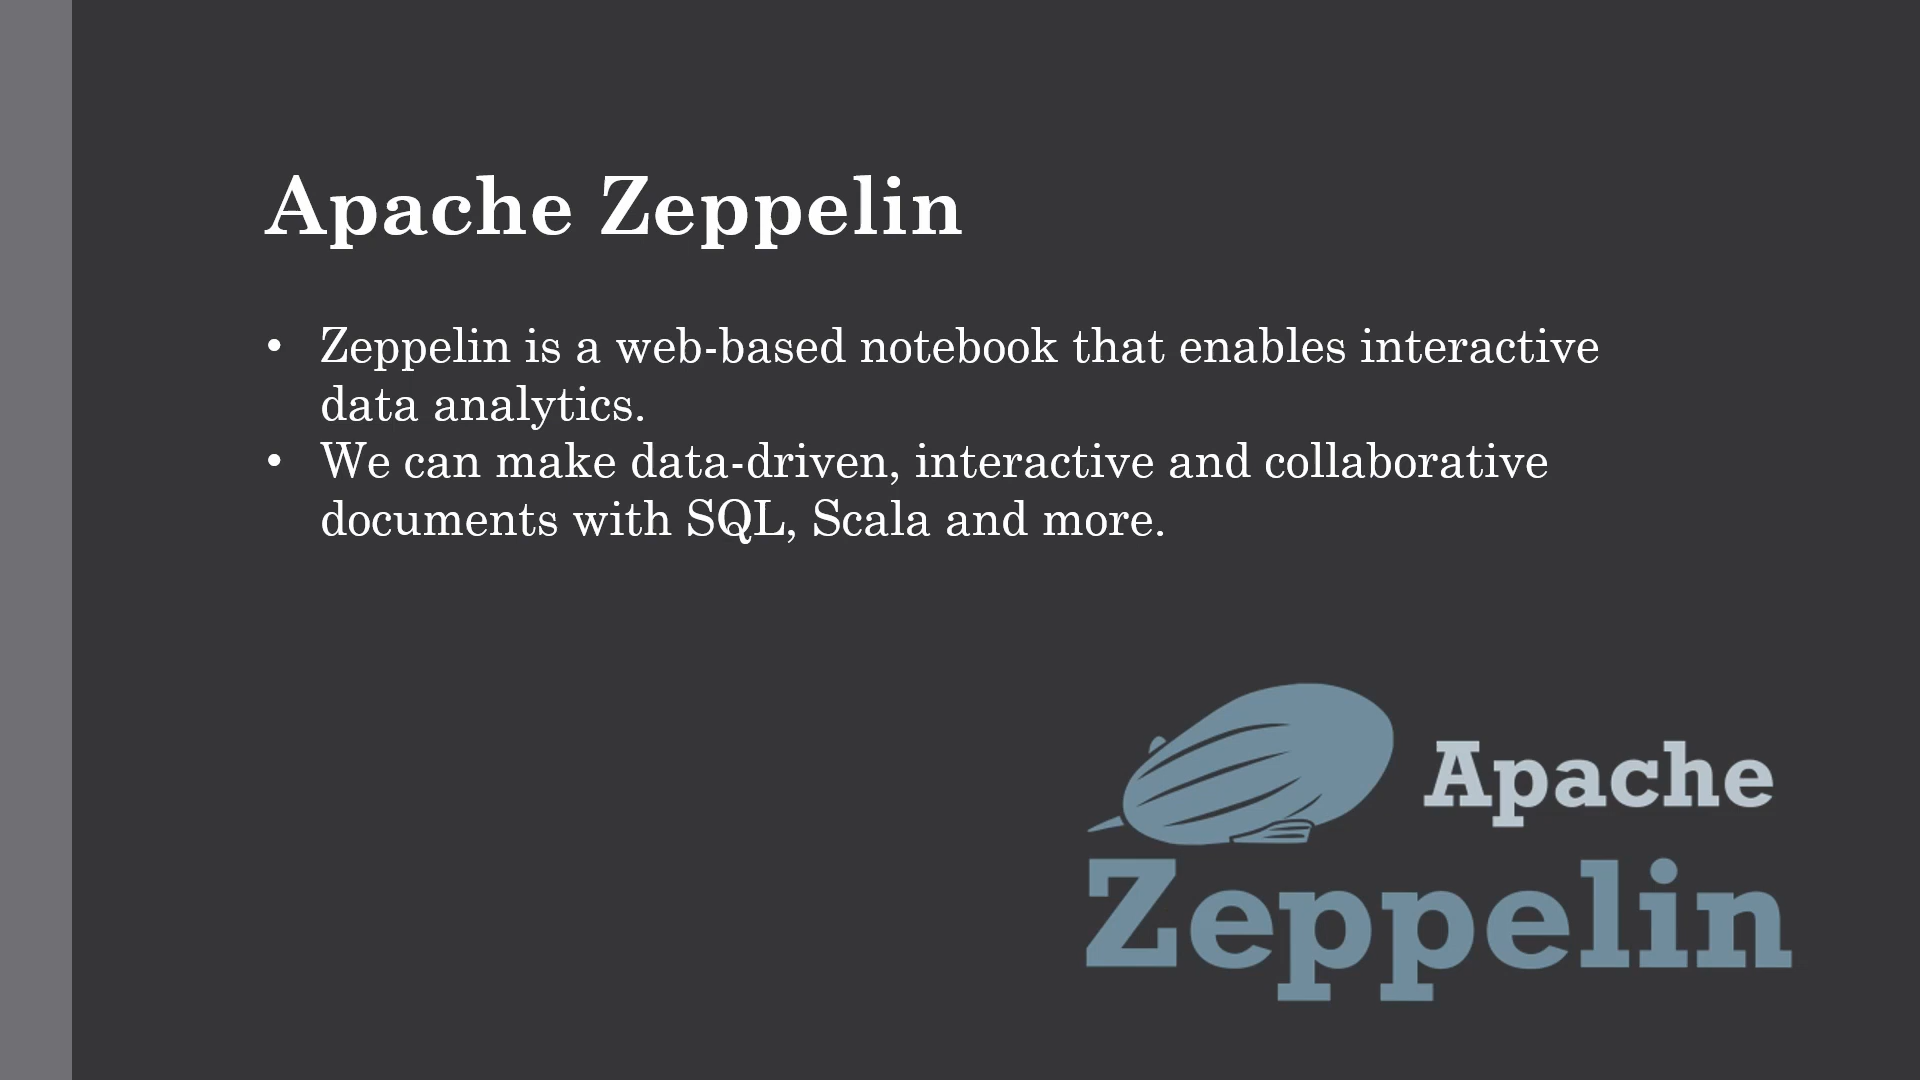 Apache Zeppelin
• Zeppelin is a web-based notebook that enables interactive
data analytics.
• We can make data-driven, interactive and collaborative
documents with SQL, Scala and more.
Apache
Zeppelin